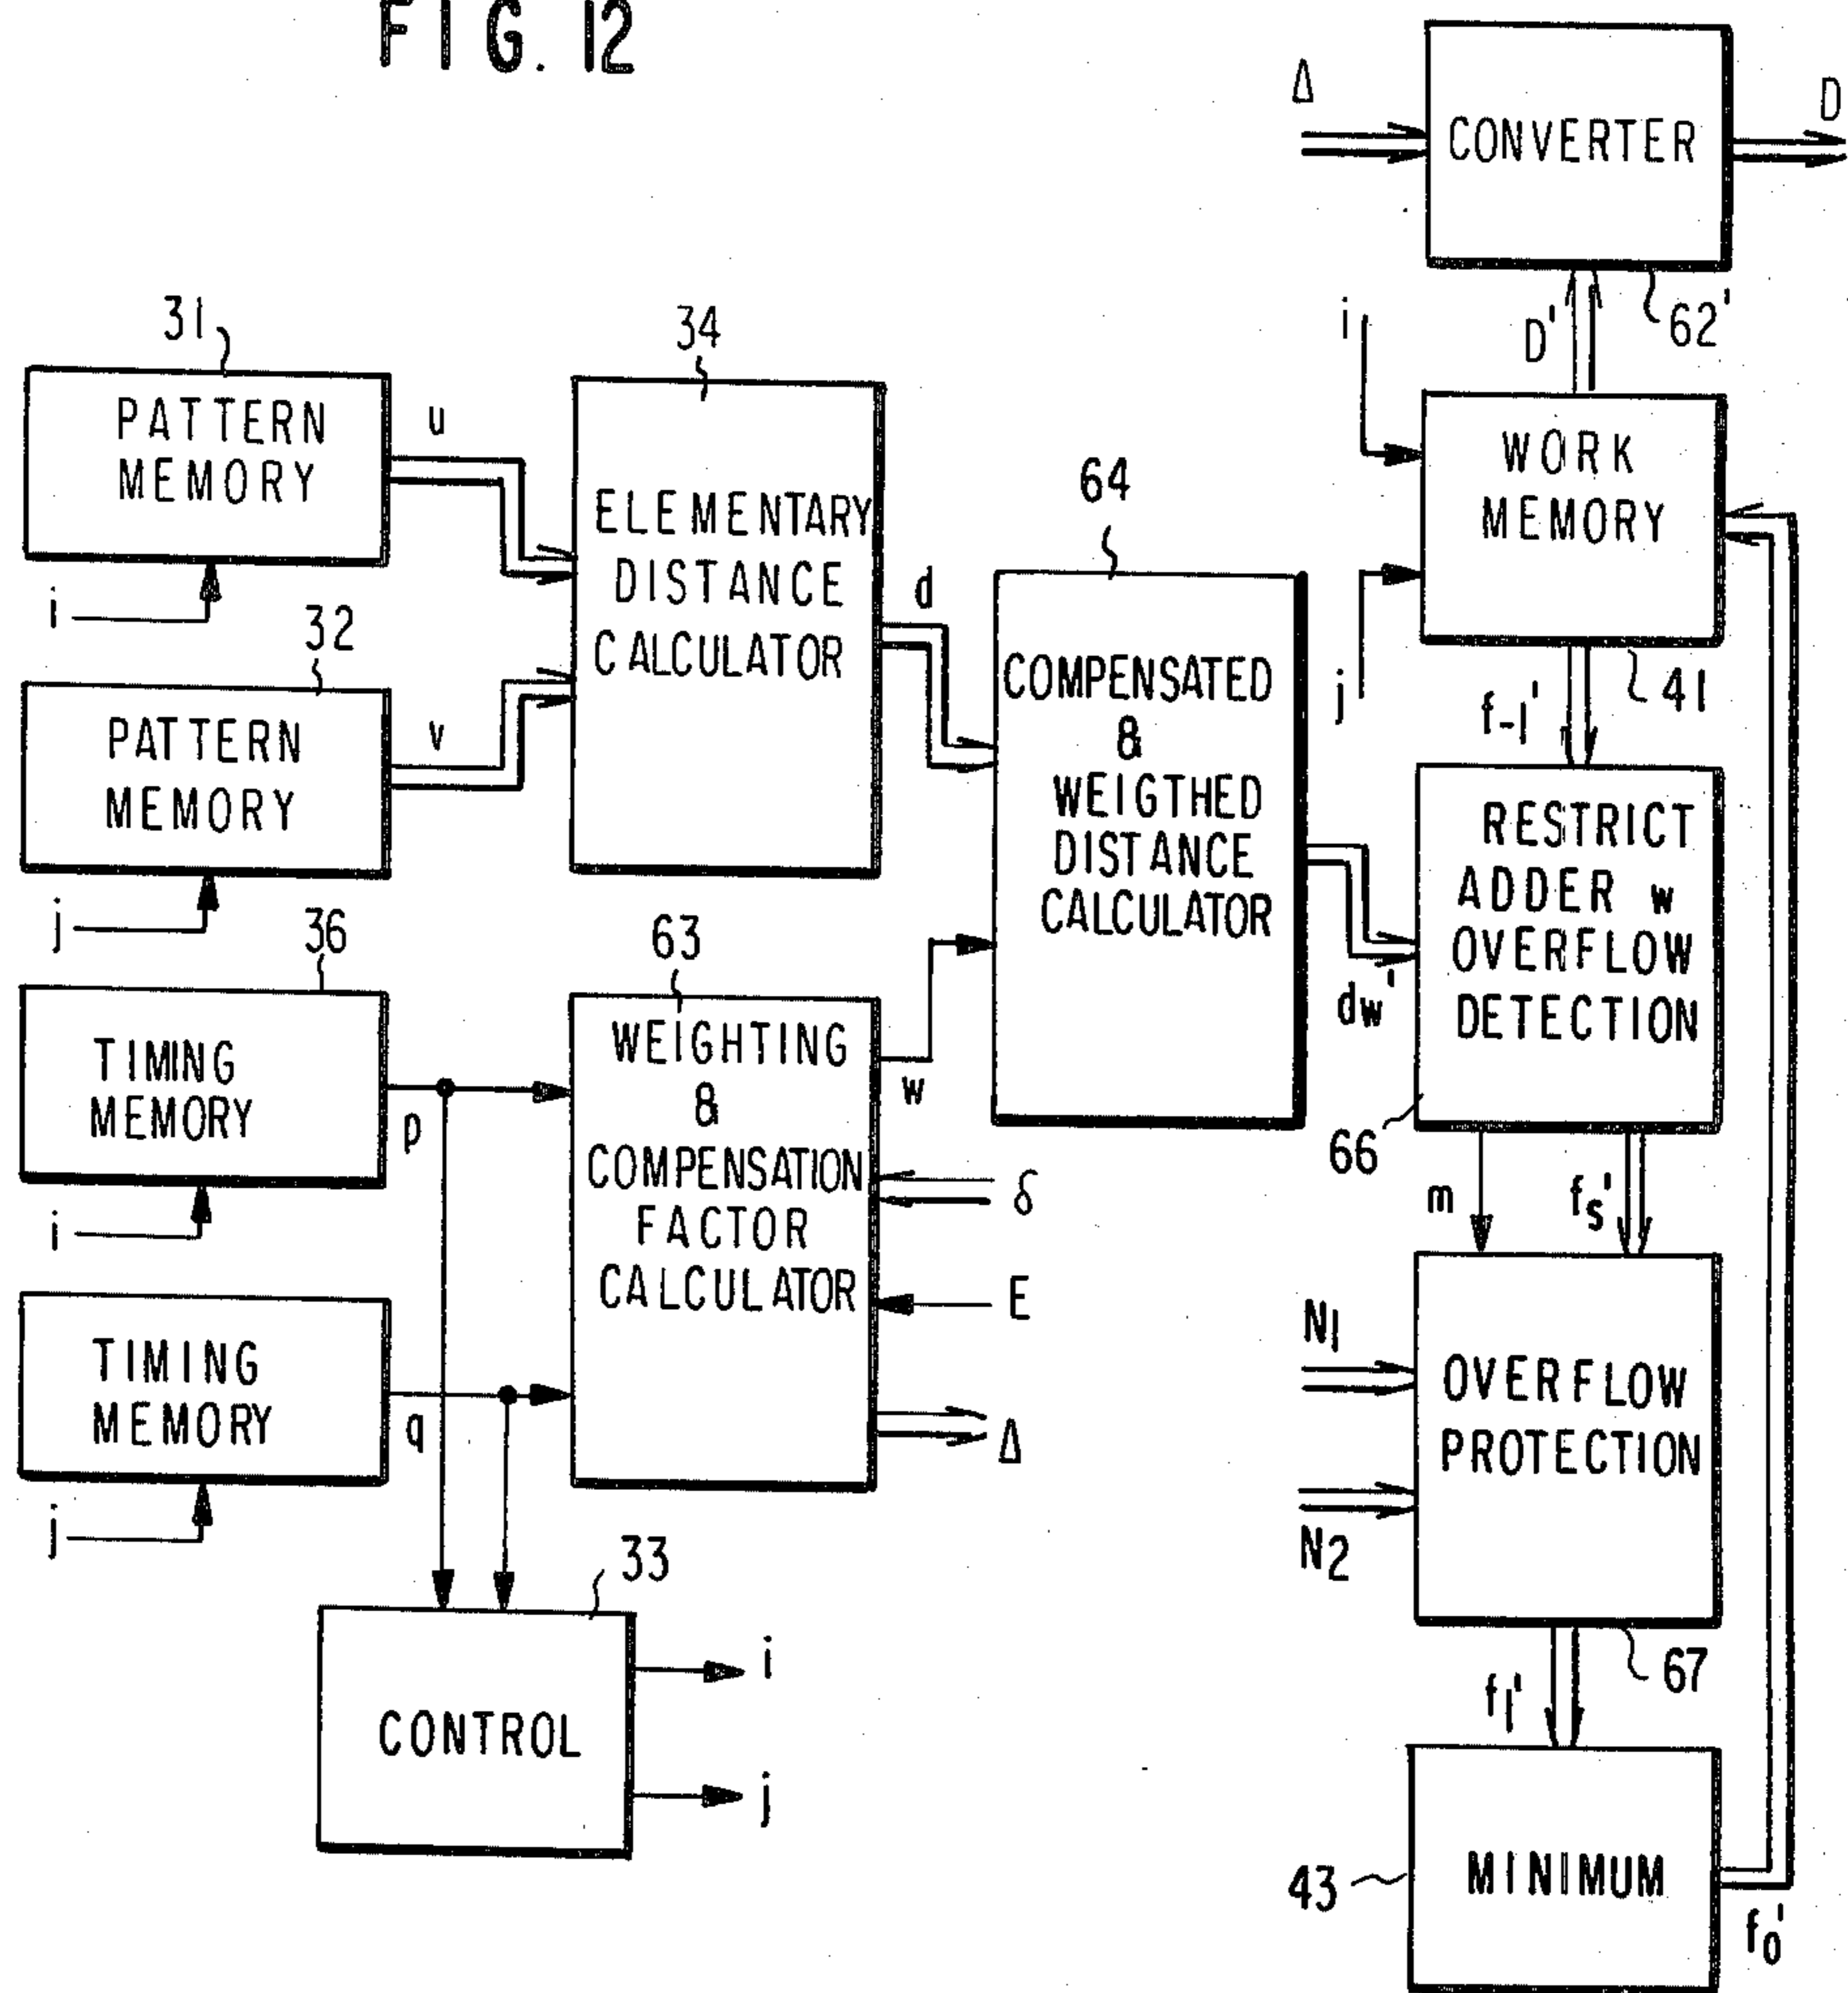 FIG. 12
Δ
CONVERTER
D
62'
D'
31
PATTERN
MEMORY
u
i
32
PATTERN
MEMORY
v
j
34
ELEMENTARY
DISTANCE
CALCULATOR
d
64
COMPENSATED
&
WEIGTHED
DISTANCE
CALCULATOR
dw'
i
j
WORK
MEMORY
41
f-1'
RESTRICT
ADDER w
OVERFLOW
DETECTION
66
m
fs'
36
TIMING
MEMORY
p
i
TIMING
MEMORY
q
j
63
WEIGHTING
&
COMPENSATION
FACTOR
CALCULATOR
w
δ
E
Δ
N1
N2
OVERFLOW
PROTECTION
67
f1'
33
CONTROL
i
j
43
MINIMUM
f0'